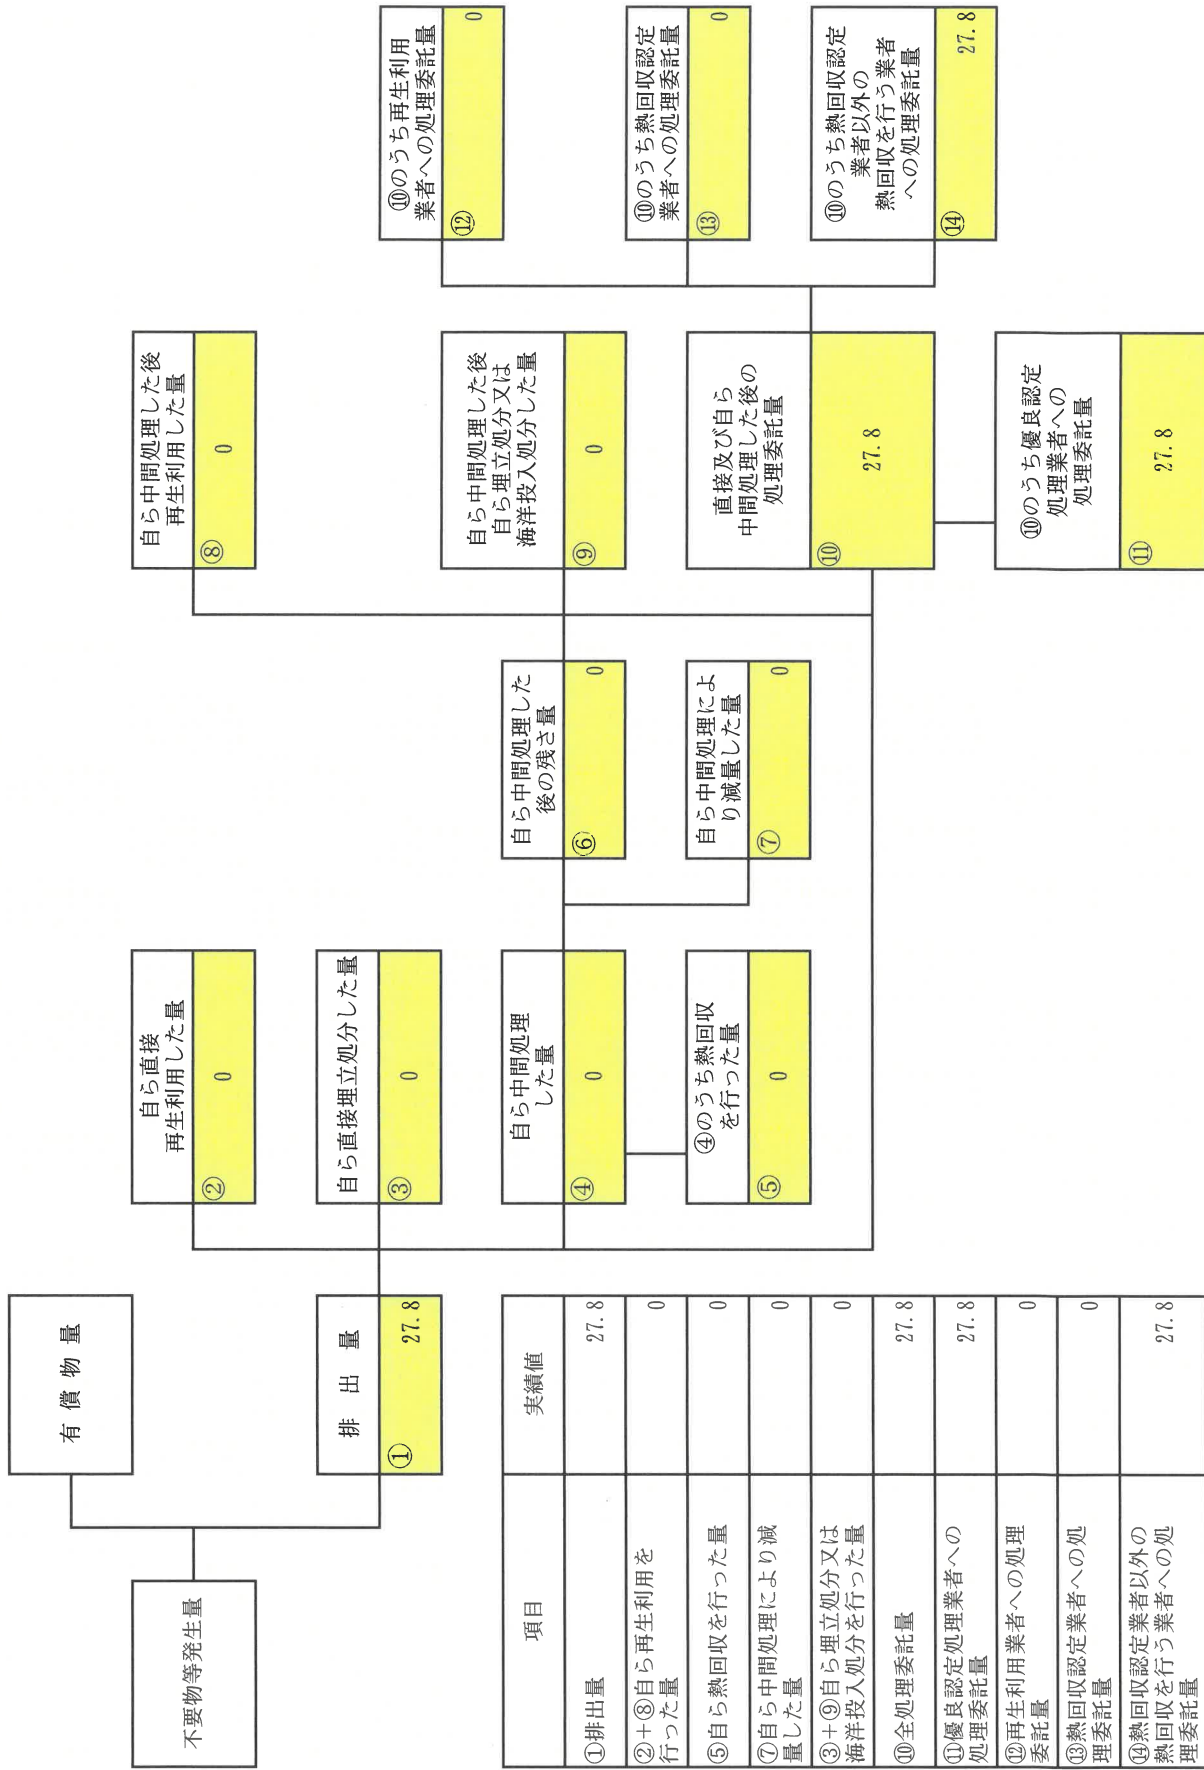 不要物等発生量
有 償 物 量
排 出 量
① 27.8
自ら直接
再生利用した量
② 0
自ら直接埋立処分した量
③ 0
自ら中間処理
した量
④ 0
④のうち熱回収
を行った量
⑤ 0
自ら中間処理した
後の残さ量
⑥ 0
自ら中間処理によ
り減量した量
⑦ 0
自ら中間処理した後
再生利用した量
⑧ 0
自ら中間処理した後
自ら埋立処分又は
海洋投入処分した量
⑨ 0
直接及び自ら
中間処理した後の
処理委託量
⑩ 27.8
⑩のうち優良認定
処理業者への
処理委託量
⑪ 27.8
⑩のうち再生利用
業者への処理委託量
⑫ 0
⑩のうち熱回収認定
業者への処理委託量
⑬ 0
⑩のうち熱回収認定
業者以外の
熱回収を行う業者
への処理委託量
⑭ 27.8
項目 実績値
①排出量 27.8
②+⑧自ら再生利用を
行った量 0
⑤自ら熱回収を行った量 0
⑦自ら中間処理により減
量した量 0
③+⑨自ら埋立処分又は
海洋投入処分を行った量 0
⑩全処理委託量 27.8
⑪優良認定処理業者への
処理委託量 27.8
⑫再生利用業者への処理
委託量 0
⑬熱回収認定業者への処
理委託量 0
⑭熱回収認定業者以外の
熱回収を行う業者への処
理委託量 27.8